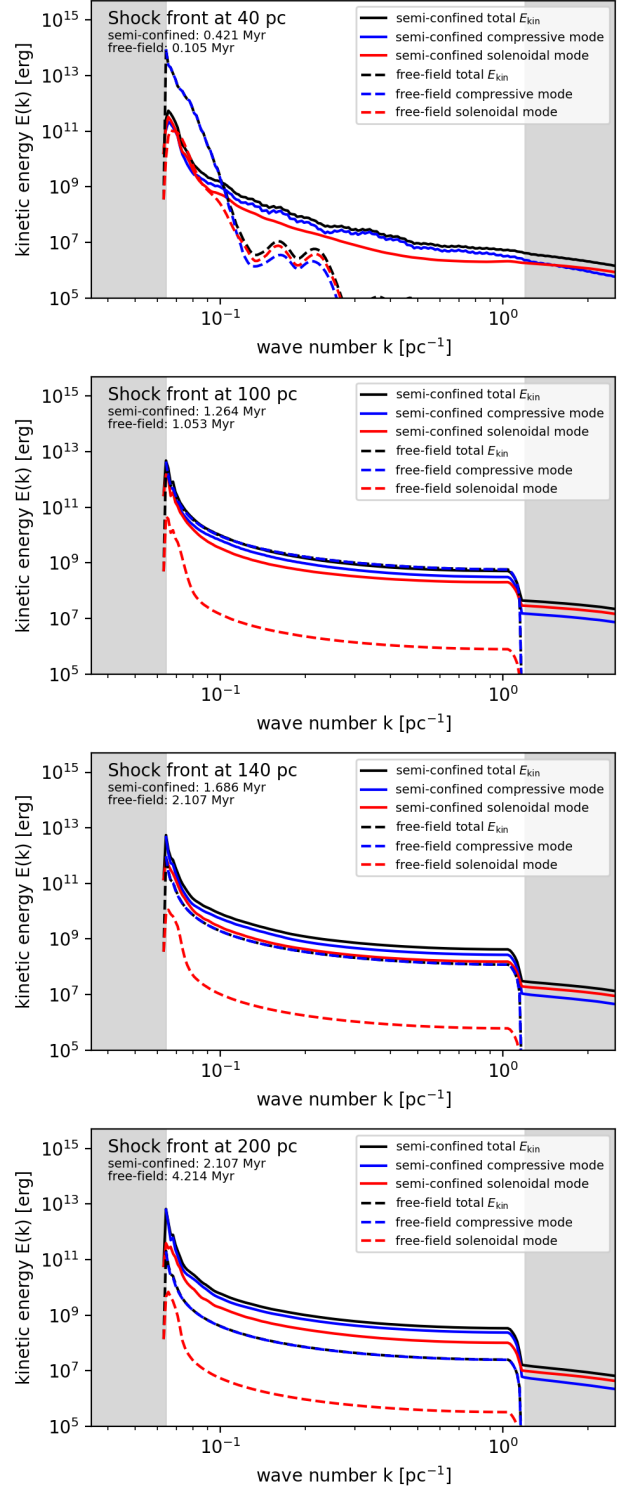 Shock front at 40 pc
semi-confined: 0.421 Myr
free-field: 0.105 Myr
semi-confined total E_kin
semi-confined compressive mode
semi-confined solenoidal mode
free-field total E_kin
free-field compressive mode
free-field solenoidal mode
kinetic energy E(k) [erg]
10^15
10^13
10^11
10^9
10^7
10^5
10^-1
10^0
wave number k [pc^-1]
Shock front at 100 pc
semi-confined: 1.264 Myr
free-field: 1.053 Myr
semi-confined total E_kin
semi-confined compressive mode
semi-confined solenoidal mode
free-field total E_kin
free-field compressive mode
free-field solenoidal mode
kinetic energy E(k) [erg]
10^15
10^13
10^11
10^9
10^7
10^5
10^-1
10^0
wave number k [pc^-1]
Shock front at 140 pc
semi-confined: 1.686 Myr
free-field: 2.107 Myr
semi-confined total E_kin
semi-confined compressive mode
semi-confined solenoidal mode
free-field total E_kin
free-field compressive mode
free-field solenoidal mode
kinetic energy E(k) [erg]
10^15
10^13
10^11
10^9
10^7
10^5
10^-1
10^0
wave number k [pc^-1]
Shock front at 200 pc
semi-confined: 2.107 Myr
free-field: 4.214 Myr
semi-confined total E_kin
semi-confined compressive mode
semi-confined solenoidal mode
free-field total E_kin
free-field compressive mode
free-field solenoidal mode
kinetic energy E(k) [erg]
10^15
10^13
10^11
10^9
10^7
10^5
10^-1
10^0
wave number k [pc^-1]